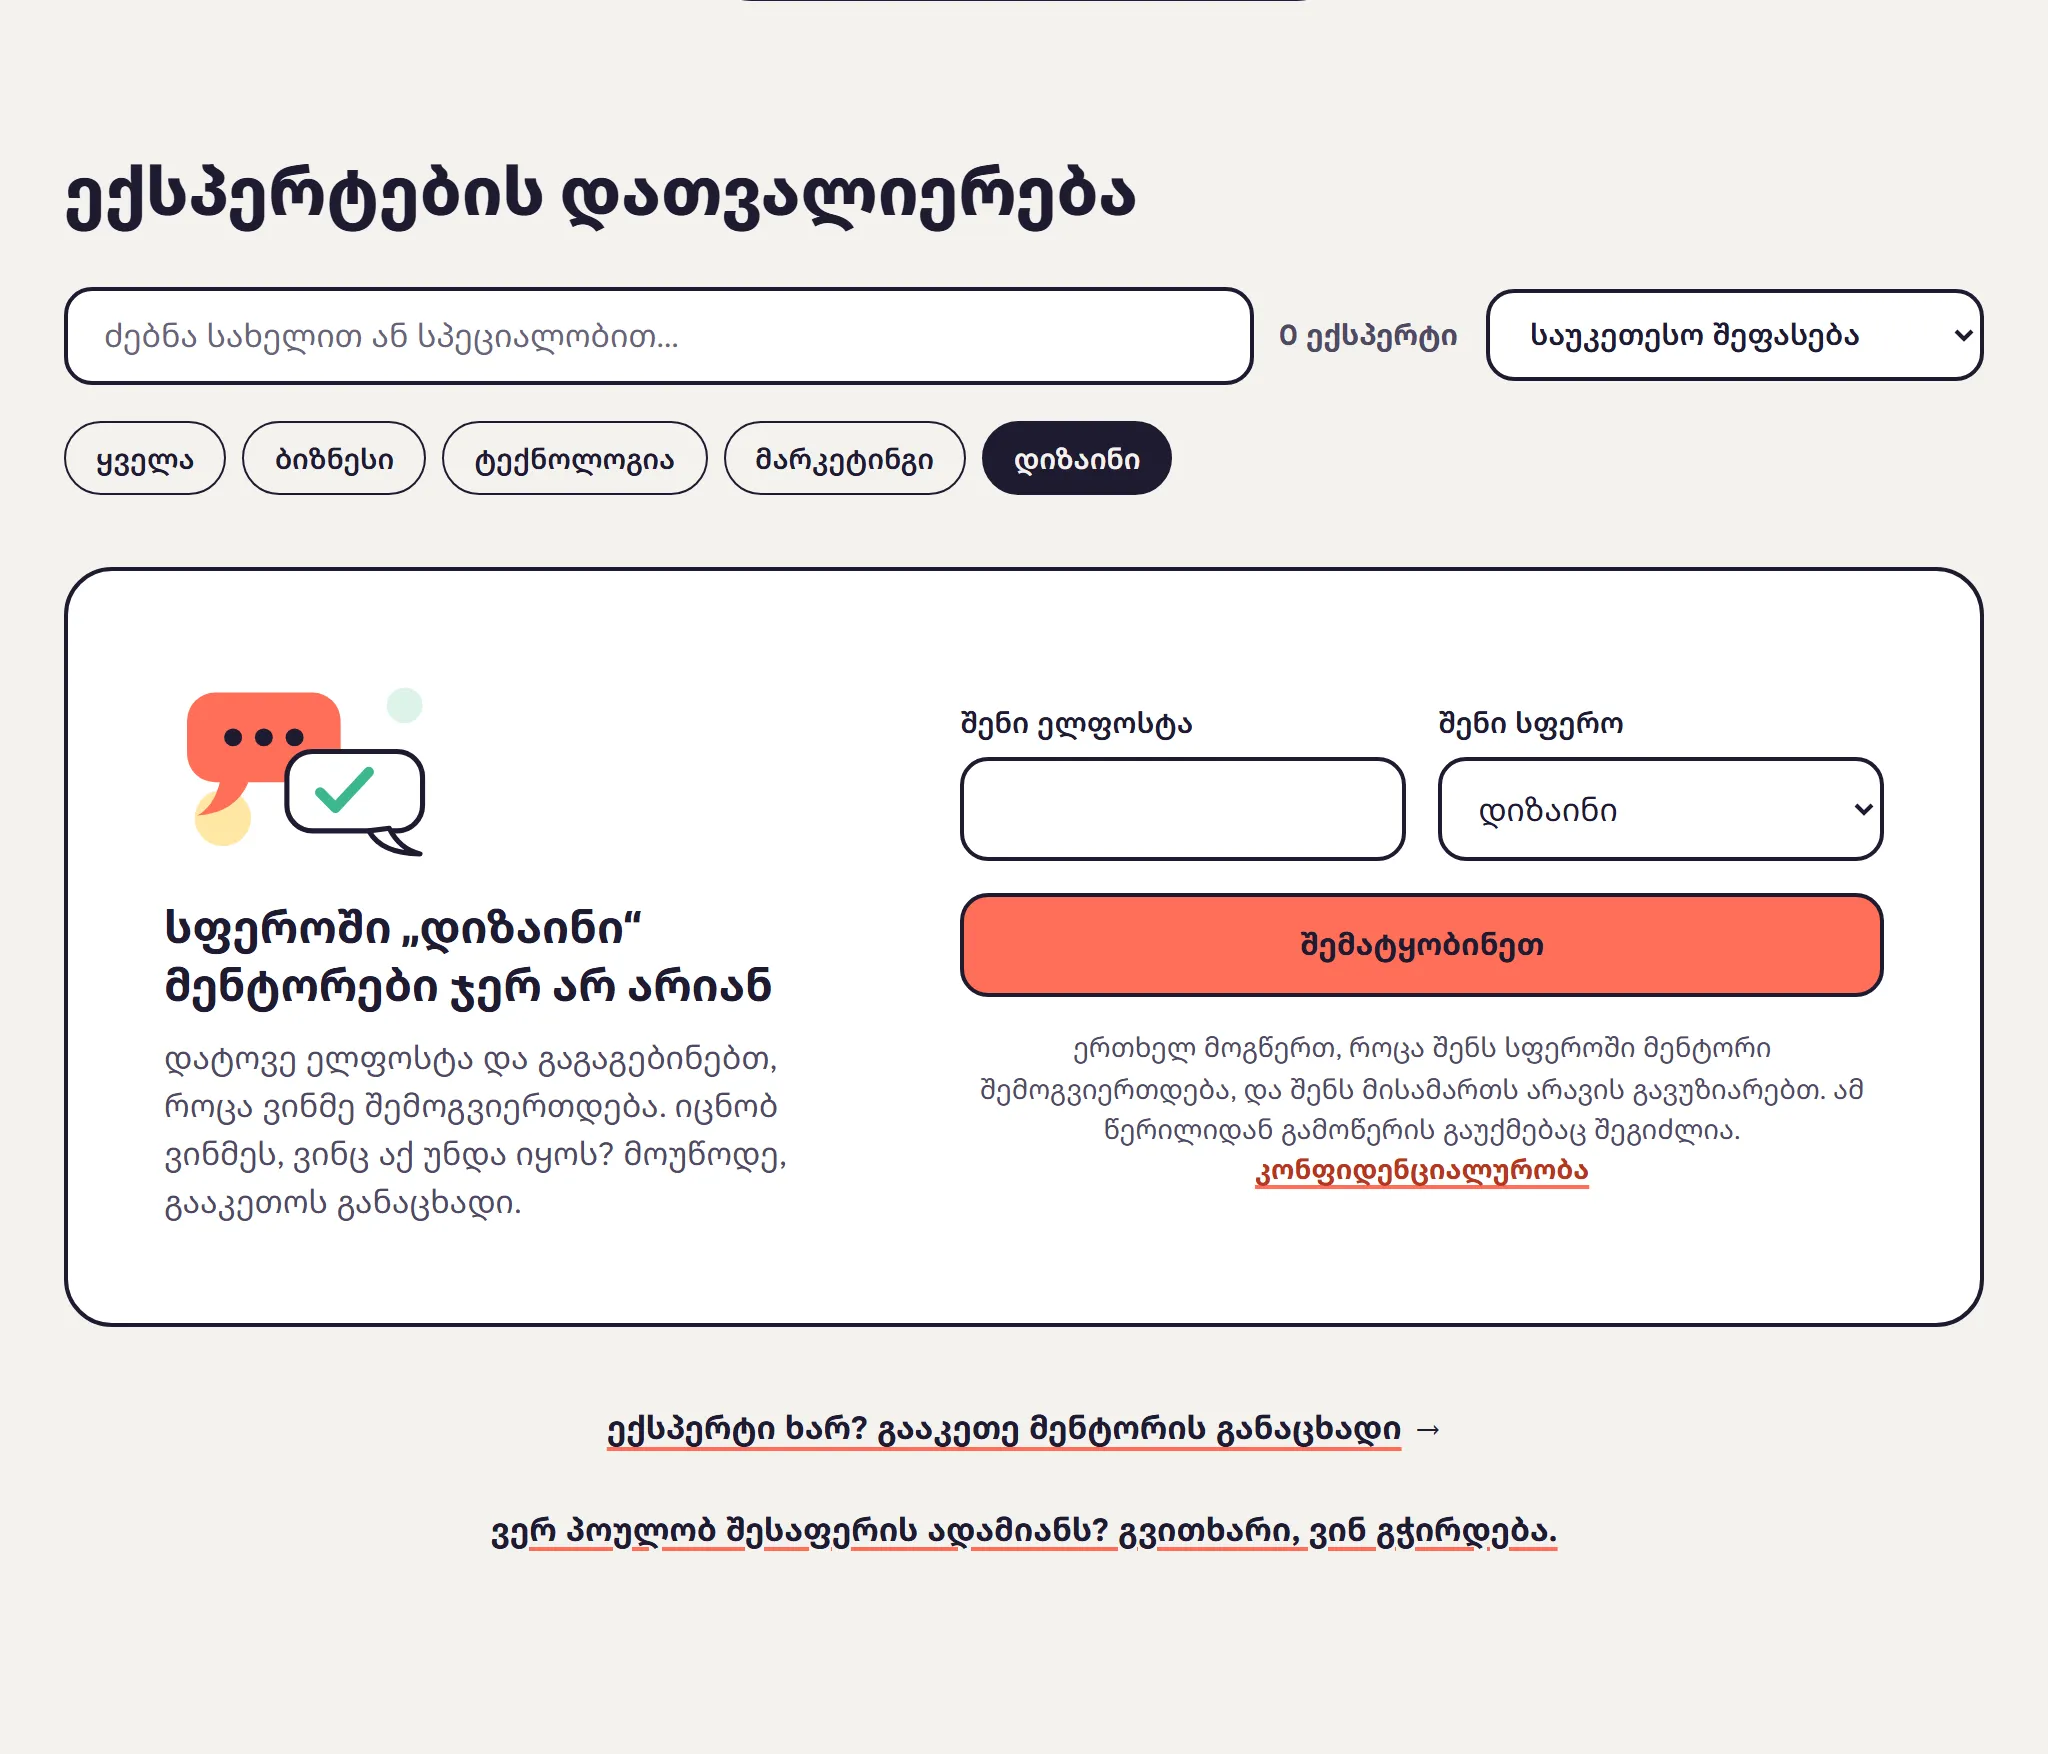 ექსპერტების დათვალიერება
ძებნა სახელით ან სპეციალობით...
0 ექსპერტი
საუკეთესო შეფასება
ყველა
ბიზნესი
ტექნოლოგია
მარკეტინგი
დიზაინი
სფეროში „დიზაინი“
მენტორები ჯერ არ არიან
დატოვე ელფოსტა და გაგაგებინებთ,
როცა ვინმე შემოგვიერთდება. იცნობ
ვინმეს, ვინც აქ უნდა იყოს? მოუწოდე,
გააკეთოს განაცხადი.
შენი ელფოსტა
შენი სფერო
დიზაინი
შემატყობინეთ
ერთხელ მოგწერთ, როცა შენს სფეროში მენტორი
შემოგვიერთდება, და შენს მისამართს არავის გავუზიარებთ. ამ
წერილიდან გამოწერის გაუქმებაც შეგიძლია.
კონფიდენციალურობა
ექსპერტი ხარ? გააკეთე მენტორის განაცხადი →
ვერ პოულობ შესაფერის ადამიანს? გვითხარი, ვინ გჭირდება.